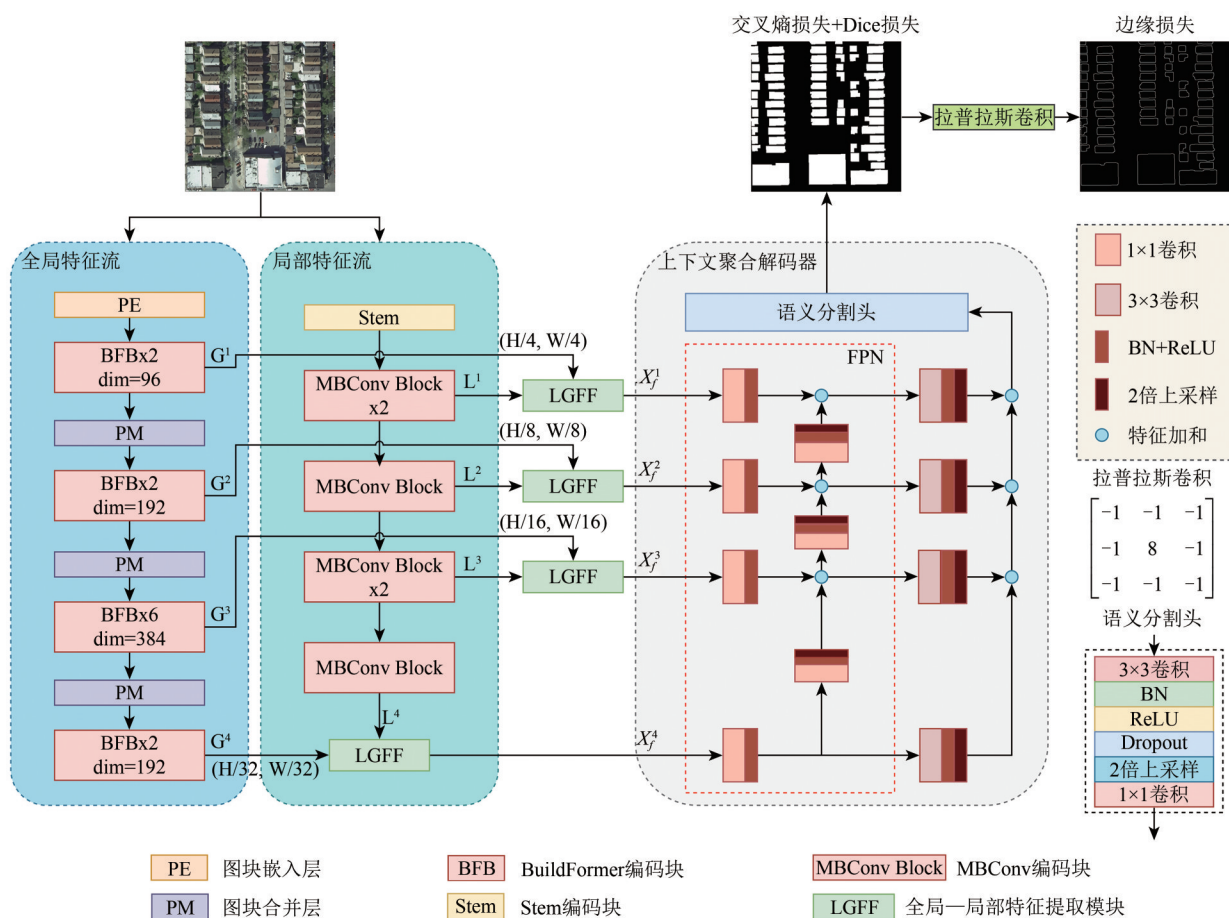 交叉熵损失+Dice损失
边缘损失
拉普拉斯卷积
全局特征流
局部特征流
上下文聚合解码器
PE
BFBx2
dim=96
G¹
PM
BFBx2
dim=192
G²
PM
BFBx6
dim=384
G³
PM
BFBx2
dim=192
G⁴
(H/32, W/32)
Stem
MBConv Block
x2
L¹
MBConv Block
L²
MBConv Block
x2
L³
MBConv Block
L⁴
LGFF
(H/4, W/4)
LGFF
(H/8, W/8)
LGFF
(H/16, W/16)
LGFF
X_f^1
X_f^2
X_f^3
X_f^4
语义分割头
FPN
1×1卷积
3×3卷积
BN+ReLU
2倍上采样
特征加和
拉普拉斯卷积
−1 −1 −1
−1 8 −1
−1 −1 −1
语义分割头
3×3卷积
BN
ReLU
Dropout
2倍上采样
1×1卷积
PE 图块嵌入层
BFB BuildFormer编码块
MBConv Block MBConv编码块
PM 图块合并层
Stem Stem编码块
LGFF 全局—局部特征提取模块